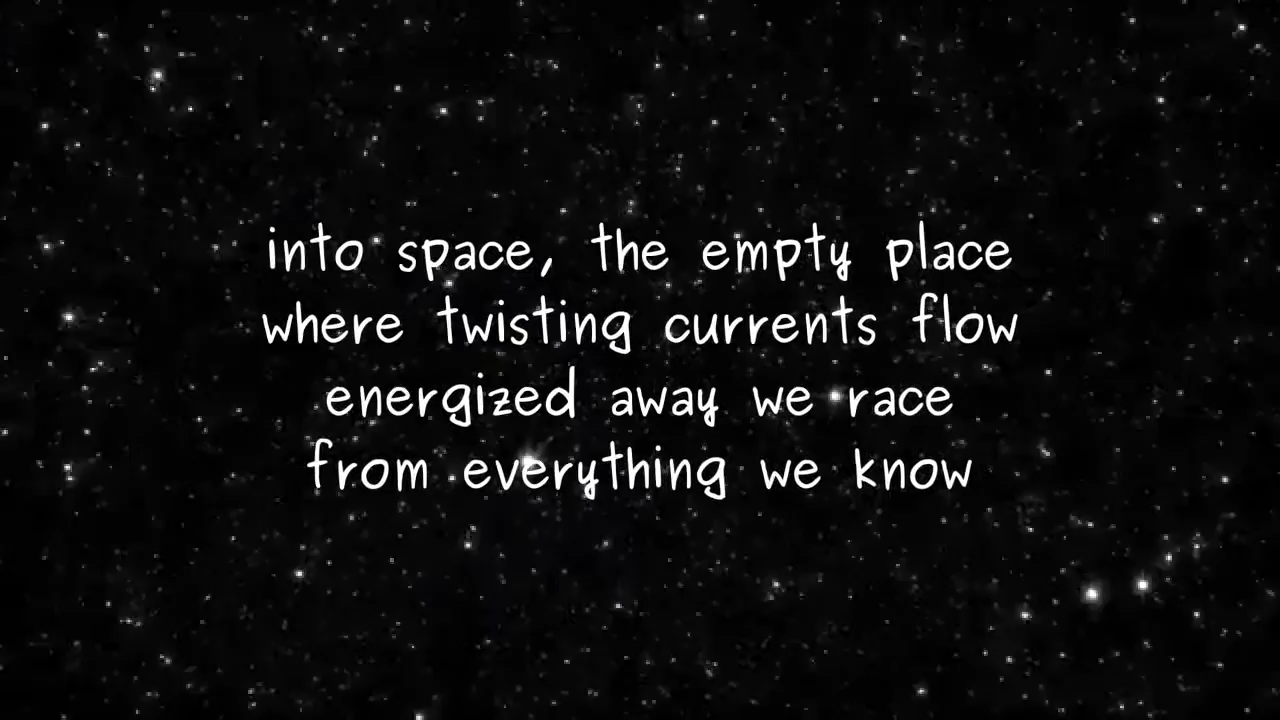 into space, the empty place
where twisting currents flow
energized away we race
from everything we know